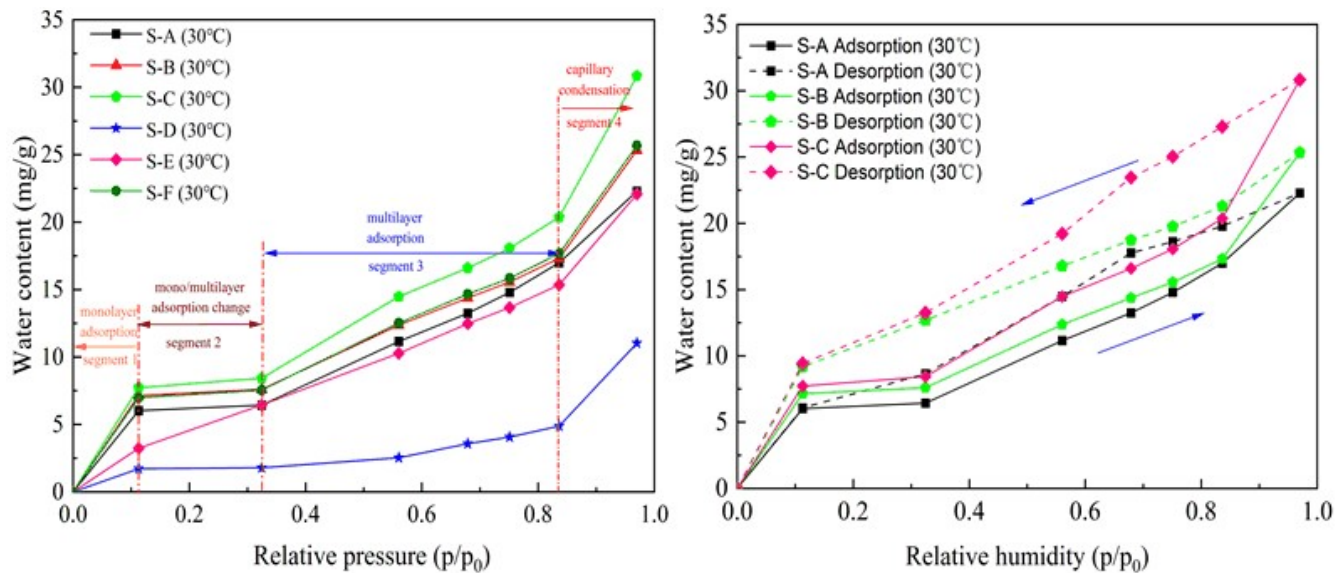 35
30
25
20
15
10
5
0
Water content (mg/g)
S-A (30℃)
S-B (30℃)
S-C (30℃)
S-D (30℃)
S-E (30℃)
S-F (30℃)
capillary
condensation
segment 4
multilayer
adsorption
segment 3
mono/multilayer
adsorption change
segment 2
monolayer
adsorption
segment 1
0.0 0.2 0.4 0.6 0.8 1.0
Relative pressure (p/p₀)
35
30
25
20
15
10
5
0
Water content (mg/g)
S-A Adsorption (30℃)
S-A Desorption (30℃)
S-B Adsorption (30℃)
S-B Desorption (30℃)
S-C Adsorption (30℃)
S-C Desorption (30℃)
0.0 0.2 0.4 0.6 0.8 1.0
Relative humidity (p/p₀)